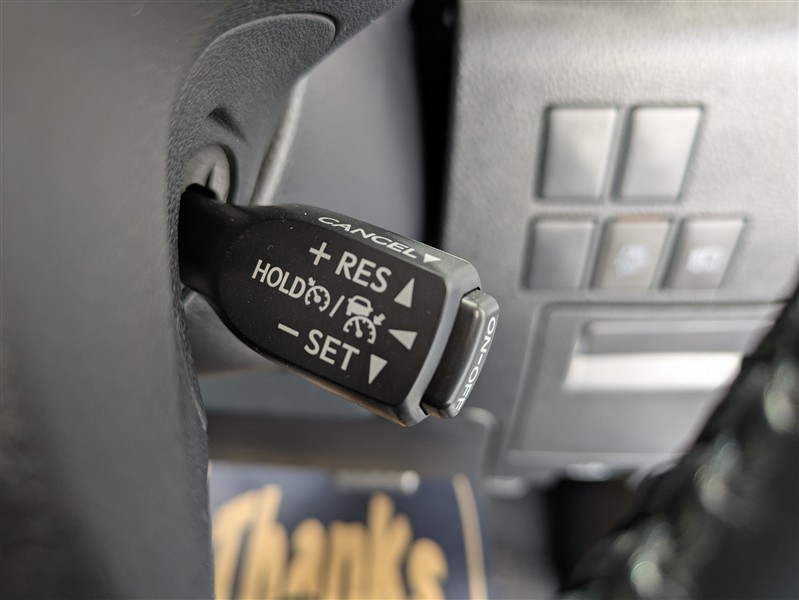 CANCEL▼
+ RES ▲
HOLD /
− SET ▼
ON-OFF
Thanks